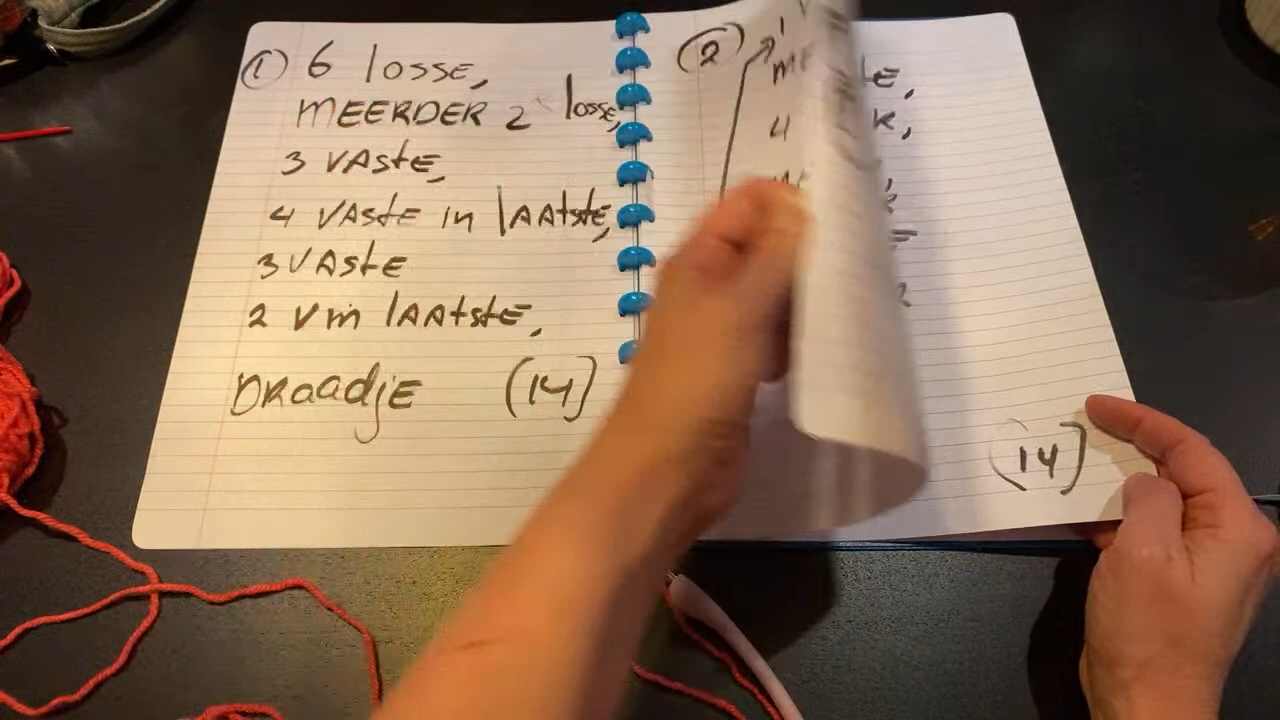 ① 6 losse,
MEERDER 2 losse,
3 VAste,
4 VASTE in lAAtste,
3 VAste
2 V in lAAtstE,
DRaadjE (14)
②
4
(14)